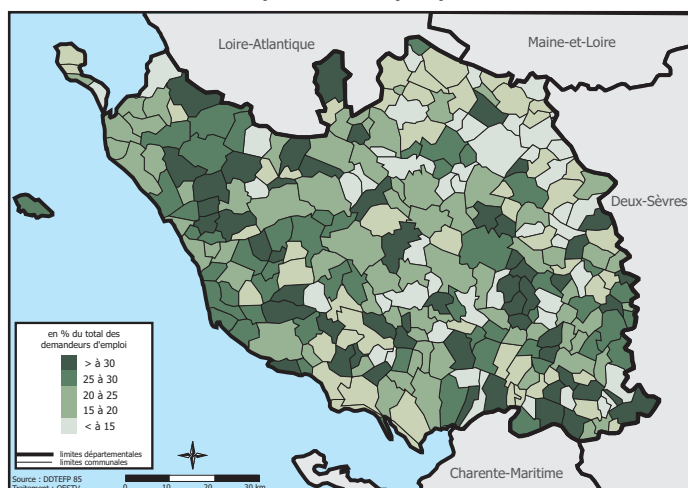 Loire-Atlantique
Maine-et-Loire
Deux-Sèvres
en % du total des
demandeurs d'emploi
> à 30
25 à 30
20 à 25
15 à 20
< à 15
limites départementales
limites communales
Source : DDTEFP 85
0 10 20 30 km
Charente-Maritime